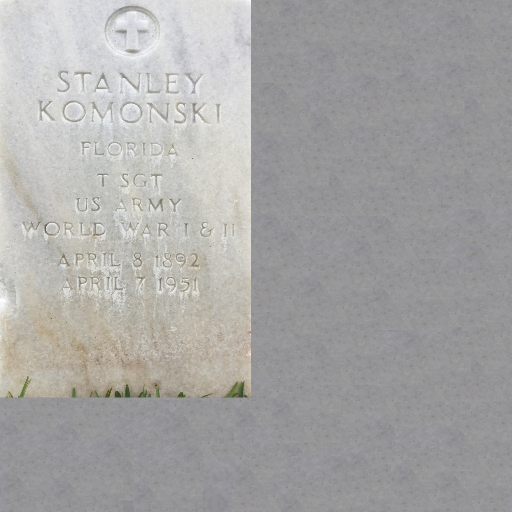 STANLEY
KOMONSKI
FLORIDA
T SGT
US ARMY
WORLD WAR I & II
APRIL 8 1892
APRIL 7 1951